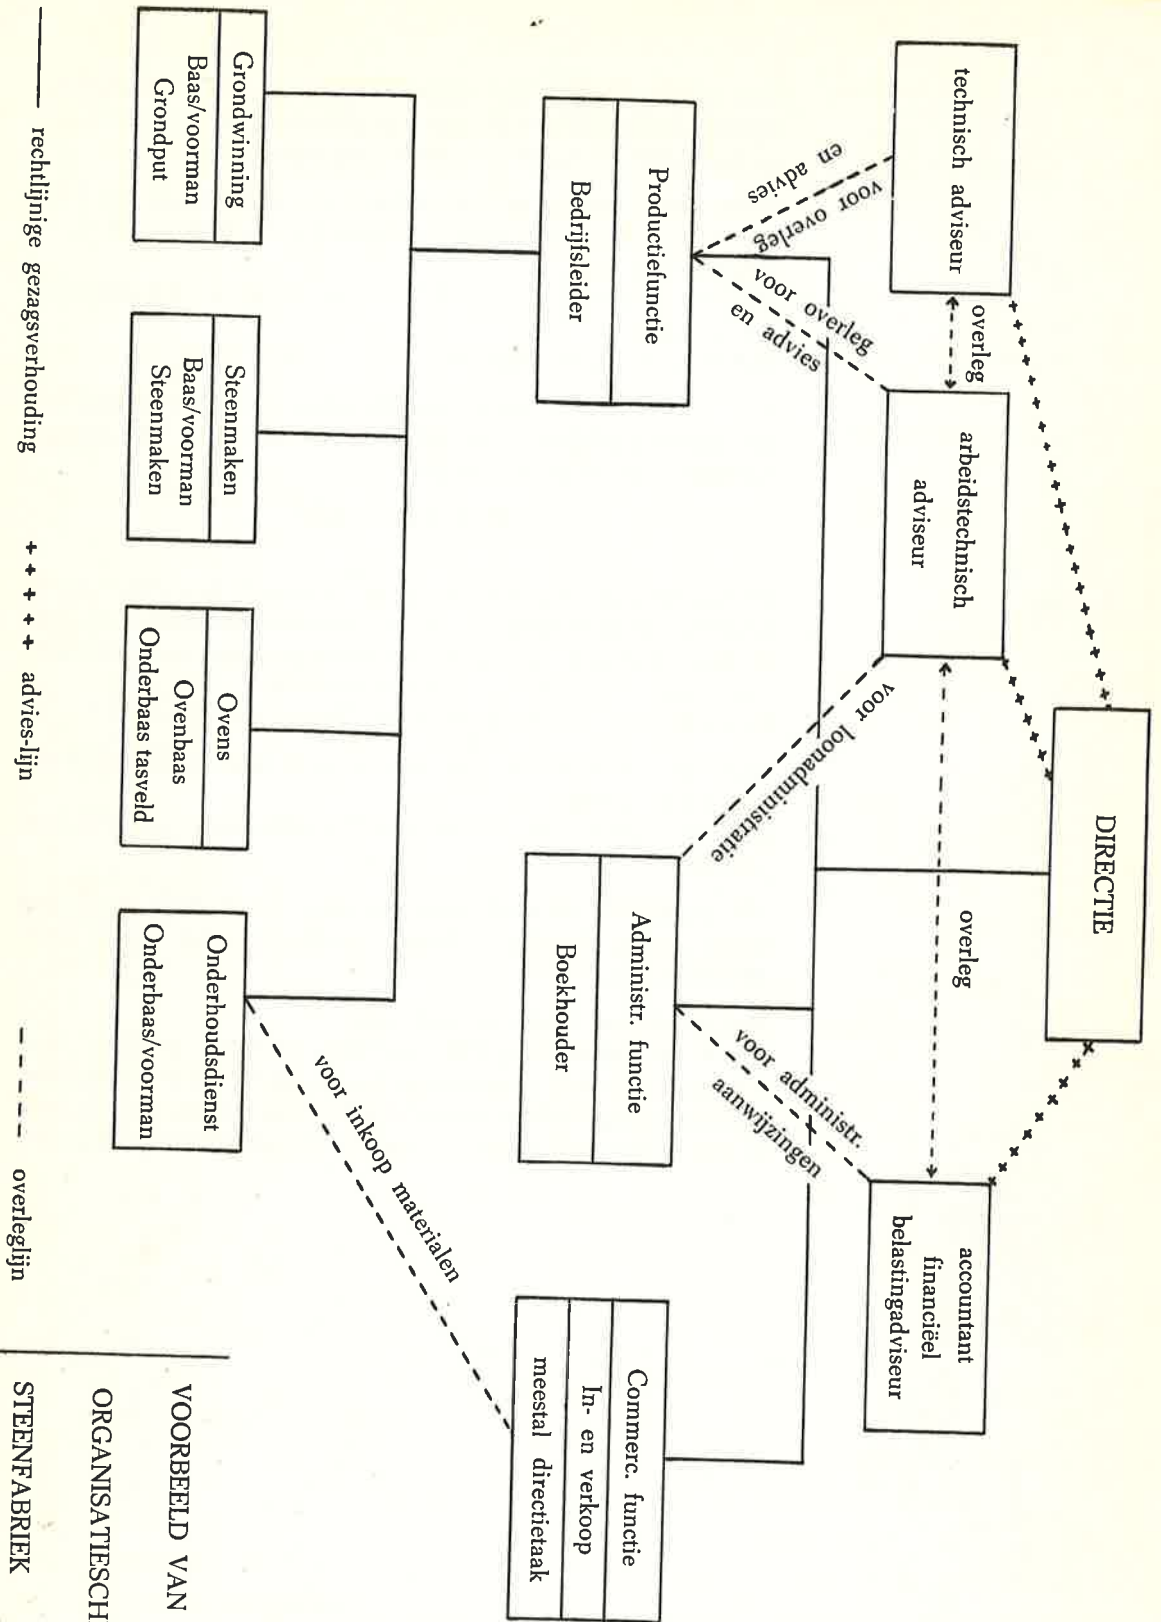 DIRECTIE
technisch adviseur
overleg
arbeidstechnisch
adviseur
overleg
accountant
financiëel
belastingadviseur
voor overleg
en advies
voor overleg
en advies
voor loonadministratie
voor administr.
aanwijzingen
Productiefunctie
Bedrijfsleider
Administr. functie
Boekhouder
Commerc. functie
In- en verkoop
meestal directietaak
voor inkoop materialen
Grondwinning
Baas/voorman
Grondput
Steenmaken
Baas/voorman
Steenmaken
Ovens
Ovenbaas
Onderbaas tasveld
Onderhoudsdienst
Onderbaas/voorman
rechtlijnige gezagsverhouding
+ + + + + advies-lijn
- - - - - overleglijn
VOORBEELD VAN
ORGANISATIESCH
STEENFABRIEK